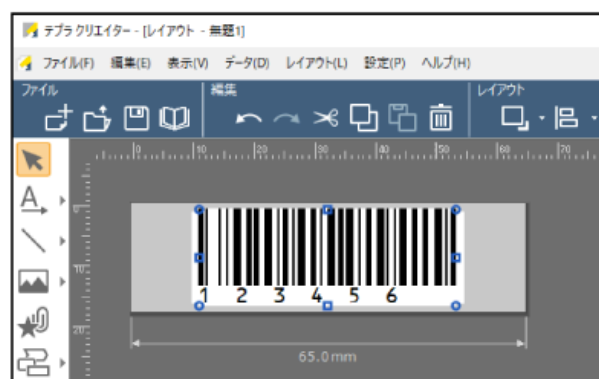 テプラ クリエイター - [レイアウト - 無題1]
ファイル(F) 編集(E) 表示(V) データ(D) レイアウト(L) 設定(P) ヘルプ(H)
ファイル 編集 レイアウト
A
0 10 20 30 40 50 60 70
0
10
20
1 2 3 4 5 6
65.0mm